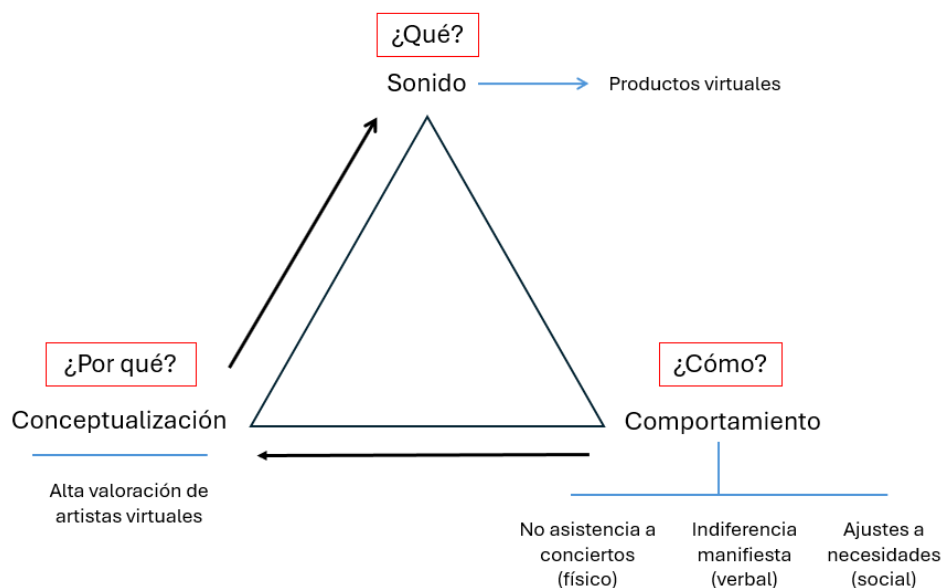 ¿Qué?
Sonido
Productos virtuales
¿Por qué?
Conceptualización
Alta valoración de
artistas virtuales
¿Cómo?
Comportamiento
No asistencia a
conciertos
(físico)
Indiferencia
manifiesta
(verbal)
Ajustes a
necesidades
(social)